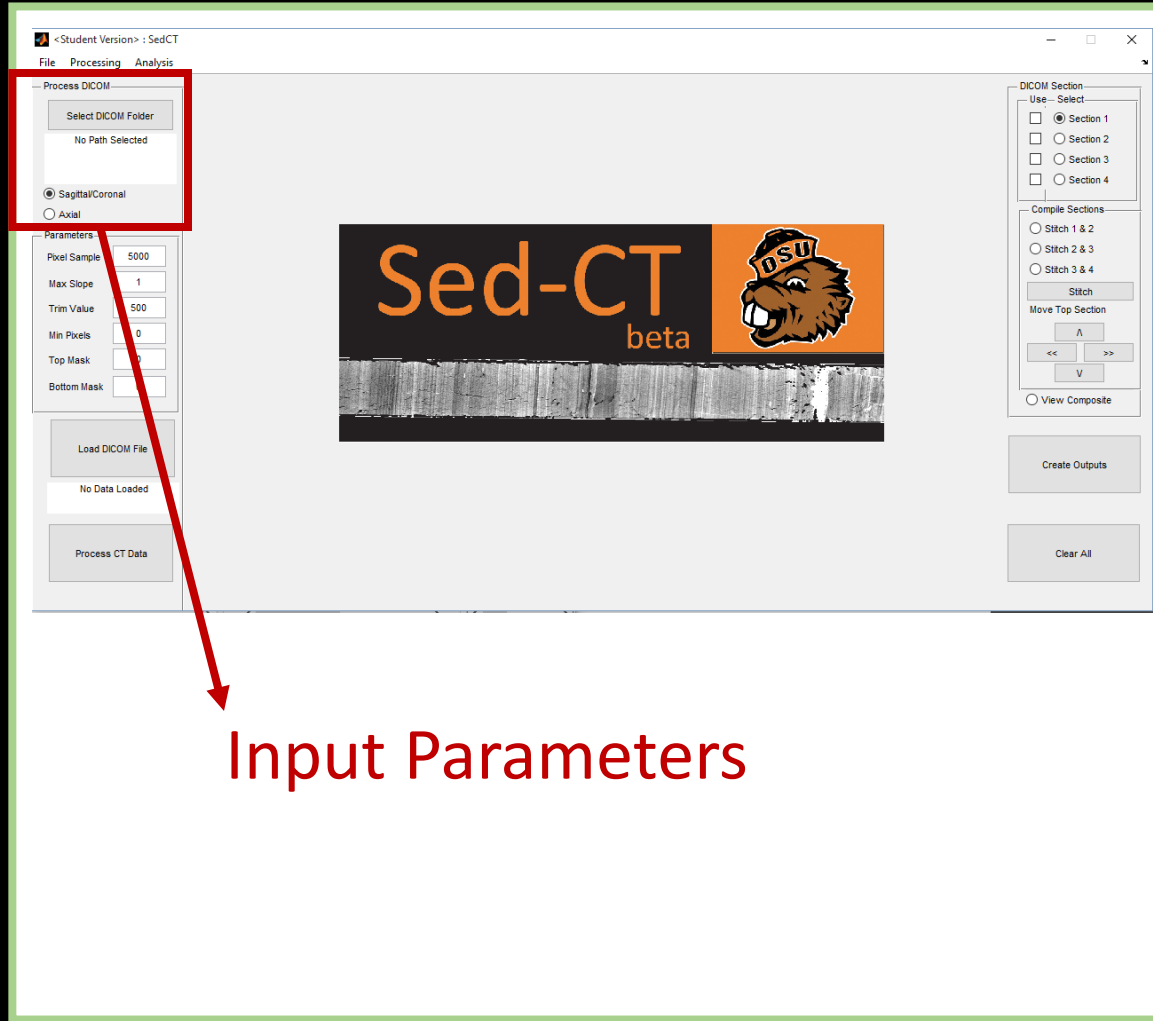 <Student Version> : SedCT
File Processing Analysis
Process DICOM
Select DICOM Folder
No Path Selected
Sagittal/Coronal
Axial
Parameters
Pixel Sample 5000
Max Slope 1
Trim Value 500
Min Pixels 0
Top Mask
Bottom Mask
Load DICOM File
No Data Loaded
Process CT Data
Sed-CT
beta
OSU
DICOM Section
Use Select
Section 1
Section 2
Section 3
Section 4
Compile Sections
Stitch 1 & 2
Stitch 2 & 3
Stitch 3 & 4
Stitch
Move Top Section
/\
<< >>
\/
View Composite
Create Outputs
Clear All
Input Parameters